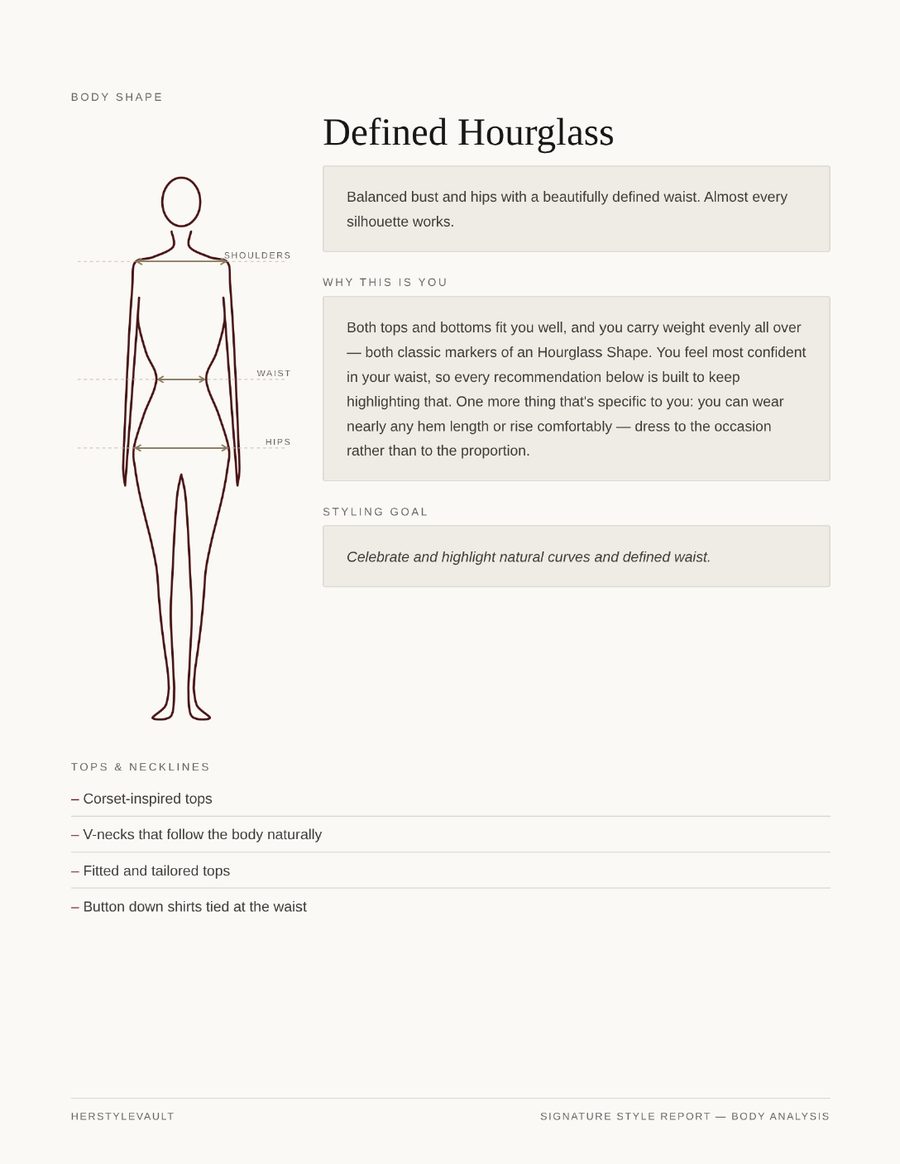 BODY SHAPE
Defined Hourglass
Balanced bust and hips with a beautifully defined waist. Almost every
silhouette works.
SHOULDERS
WAIST
HIPS
WHY THIS IS YOU
Both tops and bottoms fit you well, and you carry weight evenly all over
— both classic markers of an Hourglass Shape. You feel most confident
in your waist, so every recommendation below is built to keep
highlighting that. One more thing that's specific to you: you can wear
nearly any hem length or rise comfortably — dress to the occasion
rather than to the proportion.
STYLING GOAL
Celebrate and highlight natural curves and defined waist.
TOPS & NECKLINES
– Corset-inspired tops
– V-necks that follow the body naturally
– Fitted and tailored tops
– Button down shirts tied at the waist
HERSTYLEVAULT
SIGNATURE STYLE REPORT — BODY ANALYSIS